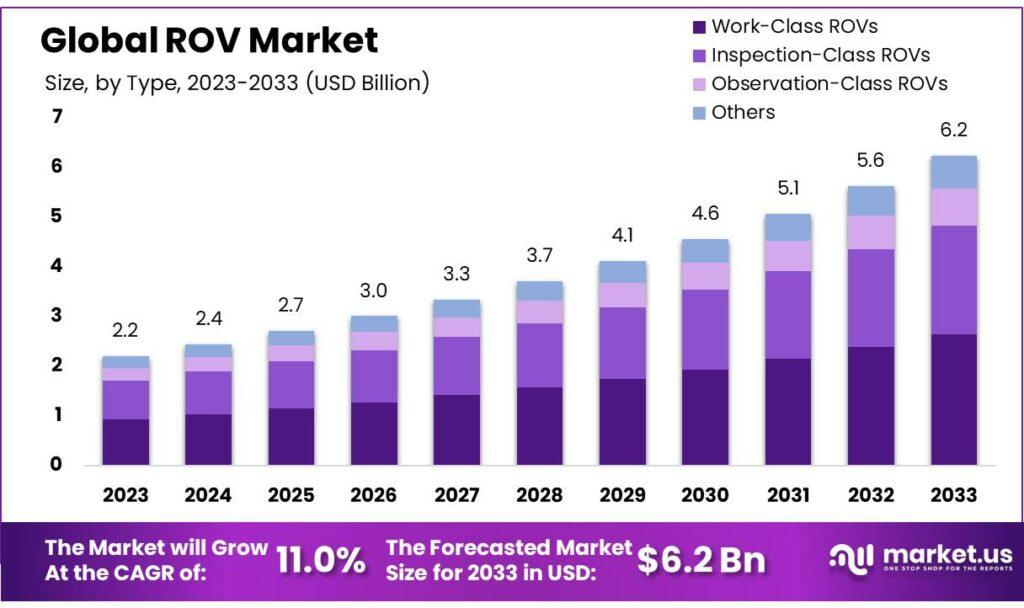 Global ROV Market
Size, by Type, 2023-2033 (USD Billion)
Work-Class ROVs
Inspection-Class ROVs
Observation-Class ROVs
Others
7
6
5
4
3
2
1
0
2.2
2.4
2.7
3.0
3.3
3.7
4.1
4.6
5.1
5.6
6.2
2023
2024
2025
2026
2027
2028
2029
2030
2031
2032
2033
The Market will Grow
At the CAGR of:
11.0%
The Forecasted Market
Size for 2033 in USD:
$6.2 Bn
market.us
ONE STOP SHOP FOR THE REPORTS